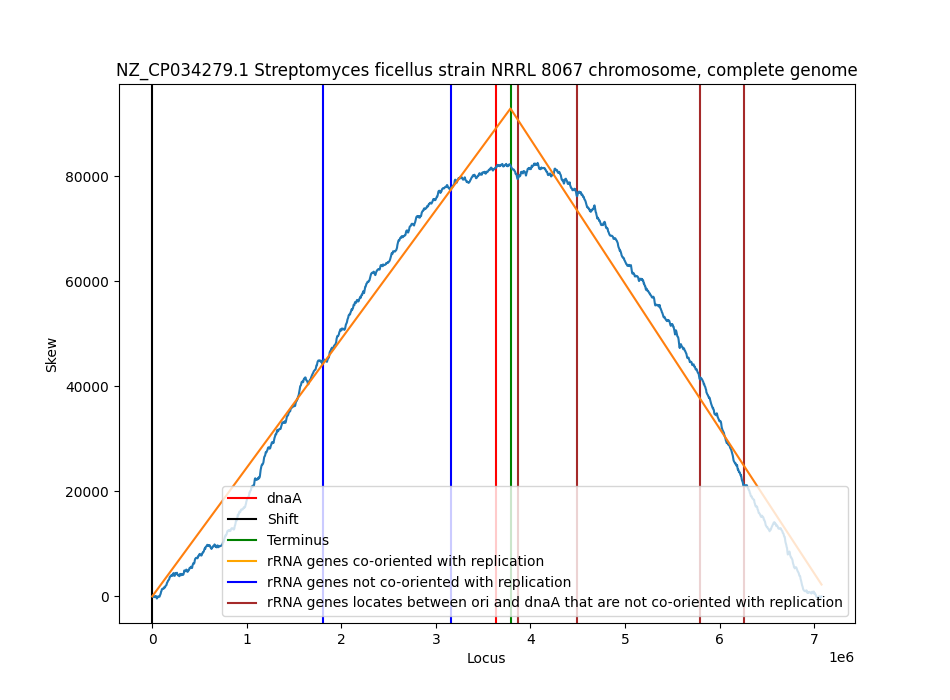 NZ_CP034279.1 Streptomyces ficellus strain NRRL 8067 chromosome, complete genome
Skew
80000
60000
40000
20000
0
dnaA
Shift
Terminus
rRNA genes co-oriented with replication
rRNA genes not co-oriented with replication
rRNA genes locates between ori and dnaA that are not co-oriented with replication
0 1 2 3 4 5 6 7
Locus
1e6